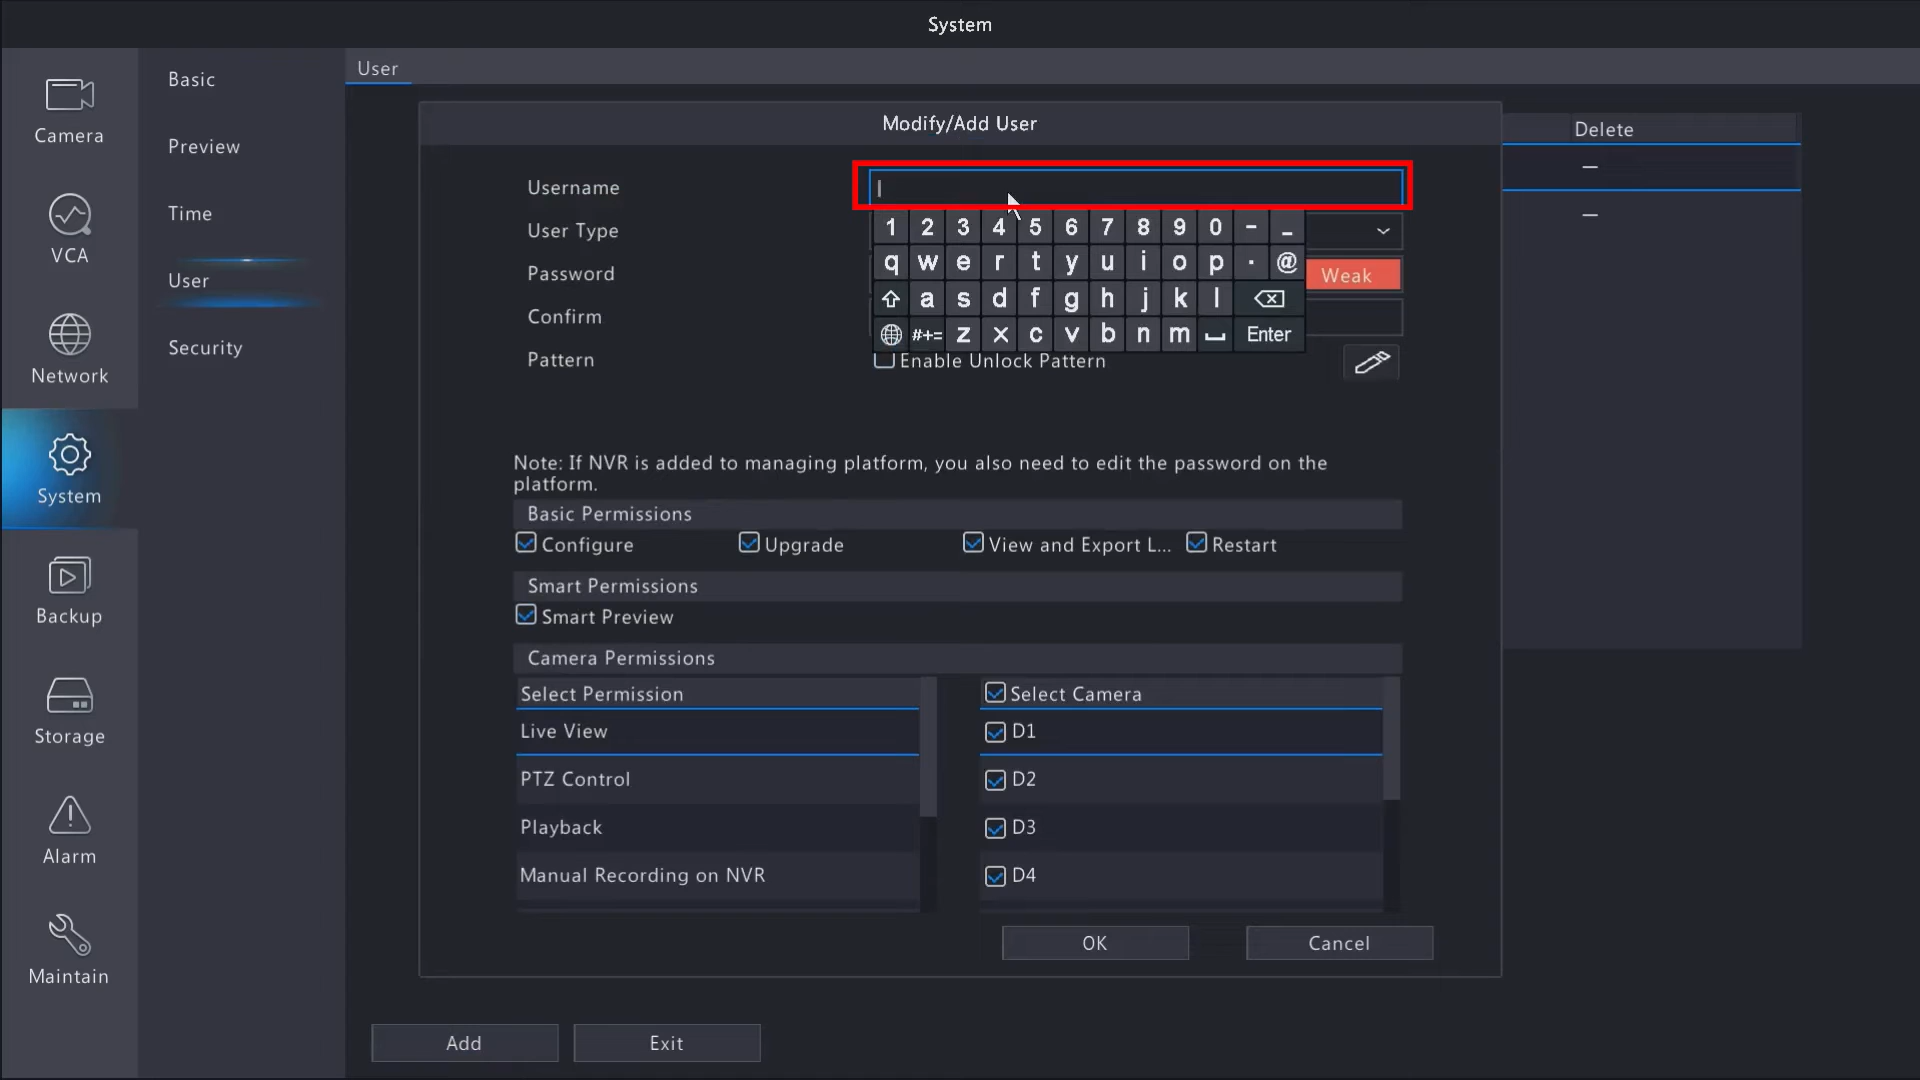 System
Camera
VCA
Network
System
Backup
Storage
Alarm
Maintain
Basic
Preview
Time
User
Security
User
Delete
—
—
Modify/Add User
Username
User Type
Password
Weak
Confirm
Pattern
1 2 3 4 5 6 7 8 9 0 - _
q w e r t y u i o p . @
a s d f g h j k l
#+= z x c v b n m Enter
Enable Unlock Pattern
Note: If NVR is added to managing platform, you also need to edit the password on the
platform.
Basic Permissions
Configure Upgrade View and Export L... Restart
Smart Permissions
Smart Preview
Camera Permissions
Select Permission
Live View
PTZ Control
Playback
Manual Recording on NVR
Select Camera
D1
D2
D3
D4
OK Cancel
Add Exit